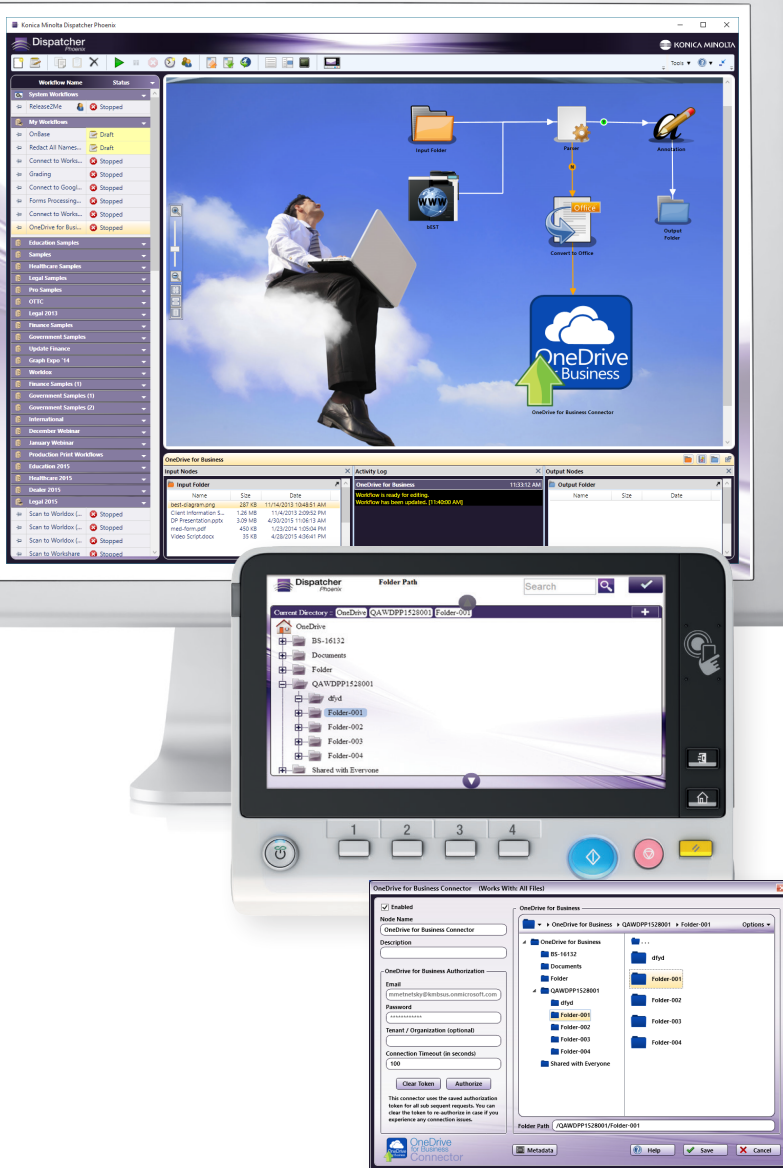 Konica Minolta Dispatcher Phoenix
Dispatcher
Phoenix
KONICA MINOLTA
Tools
Workflow Name Status
System Workflows
Release2Me Stopped
My Workflows
OnBase Draft
Redact All Names... Draft
Connect to Works... Stopped
Grading Stopped
Connect to Googl... Stopped
Forms Processing... Stopped
Connect to Works... Stopped
OneDrive for Busi... Stopped
Education Samples
Samples
Healthcare Samples
Legal Samples
Pro Samples
OTTC
Legal 2013
Finance Samples
Government Samples
Update Finance
Graph Expo '14
Worldox
Finance Samples (1)
Government Samples (1)
Government Samples (2)
International
December Webinar
January Webinar
Production Print Workflows
Education 2015
Healthcare 2015
Dealer 2015
Legal 2015
Scan to Worldox (... Stopped
Scan to Worldox (... Stopped
Scan to Worldox (... Stopped
Scan to Workshare Stopped
Input Folder
Parser
Annotation
WWW
bEST
Office
Convert to Office
Output
Folder
OneDrive
for Business
OneDrive for Business Connector
OneDrive for Business
Input Nodes
Input Folder
Name Size Date
best-diagram.png 287 KB 11/14/2013 10:48:51 AM
Client Information S... 1.26 MB 11/4/2013 2:09:52 PM
DP Presentation.pptx 3.09 MB 4/30/2015 11:06:13 AM
med-form.pdf 450 KB 1/23/2014 1:05:04 PM
Video Script.docx 35 KB 4/28/2015 4:36:41 PM
Activity Log
OneDrive for Business 11:33:12 AM
Workflow is ready for editing.
Workflow has been updated. [11:40:00 AM]
Output Nodes
Output Folder
Name Size Date
Dispatcher
Phoenix
Folder Path
Search
Current Directory :: OneDrive QAWDPP1528001 Folder-001
+
OneDrive
BS-16132
Documents
Folder
QAWDPP1528001
dfyd
Folder-001
Folder-002
Folder-003
Folder-004
Shared with Everyone
1 2 3 4
OneDrive for Business Connector (Works With: All Files)
Enabled
Node Name
OneDrive for Business Connector
Description
OneDrive for Business Authorization
Email
mmetnetsky@kmbsus.onmicrosoft.com
Password
************
Tenant / Organization (optional)
Connection Timeout (in seconds)
100
Clear Token Authorize
This connector uses the saved authorization
token for all sub sequent requests. You can
clear the token to re-authorize in case if you
experience any connection issues.
OneDrive for Business
OneDrive for Business QAWDPP1528001 Folder-001 Options
OneDrive for Business
BS-16132
Documents
Folder
QAWDPP1528001
dfyd
Folder-001
Folder-002
Folder-003
Folder-004
Shared with Everyone
...
dfyd
Folder-001
Folder-002
Folder-003
Folder-004
Folder Path /QAWDPP1528001/Folder-001
OneDrive
for Business
Connector
Metadata
Help Save Cancel